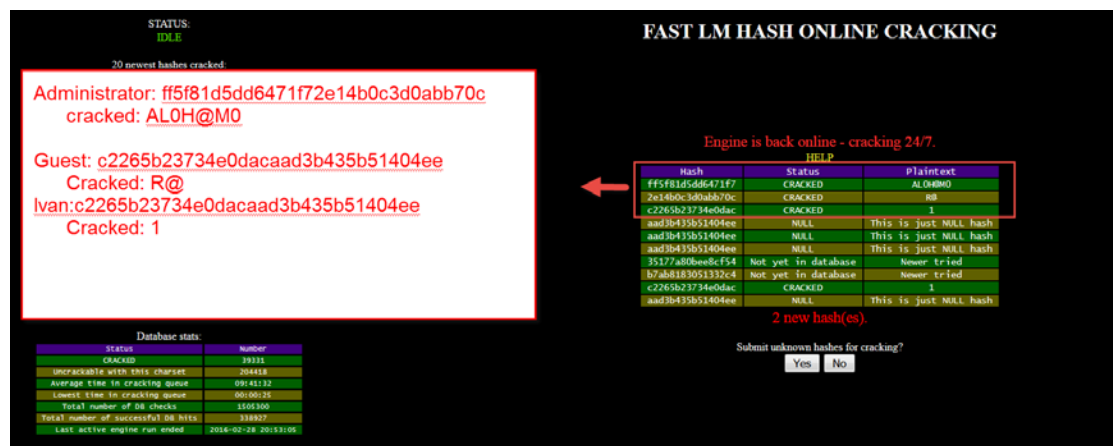 STATUS:
IDLE
20 newest hashes cracked:
Administrator: ff5f81d5dd6471f72e14b0c3d0abb70c
cracked: AL0H@M0
Guest: c2265b23734e0dacaad3b435b51404ee
Cracked: R@
Ivan:c2265b23734e0dacaad3b435b51404ee
Cracked: 1
Database stats:
Status Number
CRACKED 39331
Uncrackable with this charset 204418
Average time in cracking queue 09:41:32
Lowest time in cracking queue 00:00:25
Total number of DB checks 1505300
Total number of successful DB hits 338927
Last active engine run ended 2016-02-28 20:53:05
FAST LM HASH ONLINE CRACKING
Engine is back online - cracking 24/7.
HELP
Hash Status Plaintext
ff5f81d5dd6471f7 CRACKED AL0H@M0
2e14b0c3d0abb70c CRACKED R@
c2265b23734e0dac CRACKED 1
aad3b435b51404ee NULL This is just NULL hash
aad3b435b51404ee NULL This is just NULL hash
aad3b435b51404ee NULL This is just NULL hash
35177a80bee8cf54 Not yet in database Newer tried
b7ab8183051332c4 Not yet in database Newer tried
c2265b23734e0dac CRACKED 1
aad3b435b51404ee NULL This is just NULL hash
2 new hash(es).
Submit unknown hashes for cracking?
Yes No